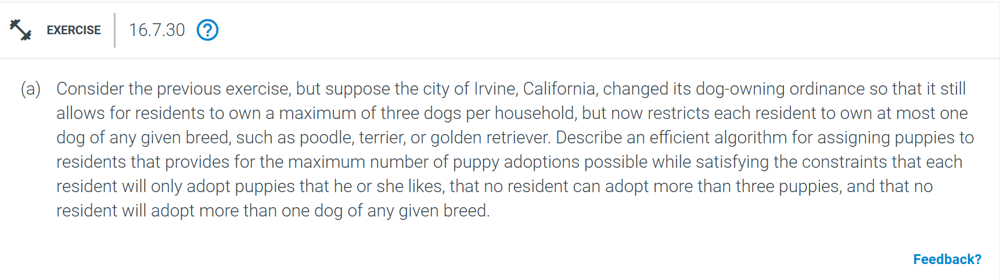 EXERCISE 16.7.30 ?
(a) Consider the previous exercise, but suppose the city of Irvine, California, changed its dog-owning ordinance so that it still
allows for residents to own a maximum of three dogs per household, but now restricts each resident to own at most one
dog of any given breed, such as poodle, terrier, or golden retriever. Describe an efficient algorithm for assigning puppies to
residents that provides for the maximum number of puppy adoptions possible while satisfying the constraints that each
resident will only adopt puppies that he or she likes, that no resident can adopt more than three puppies, and that no
resident will adopt more than one dog of any given breed.
Feedback?